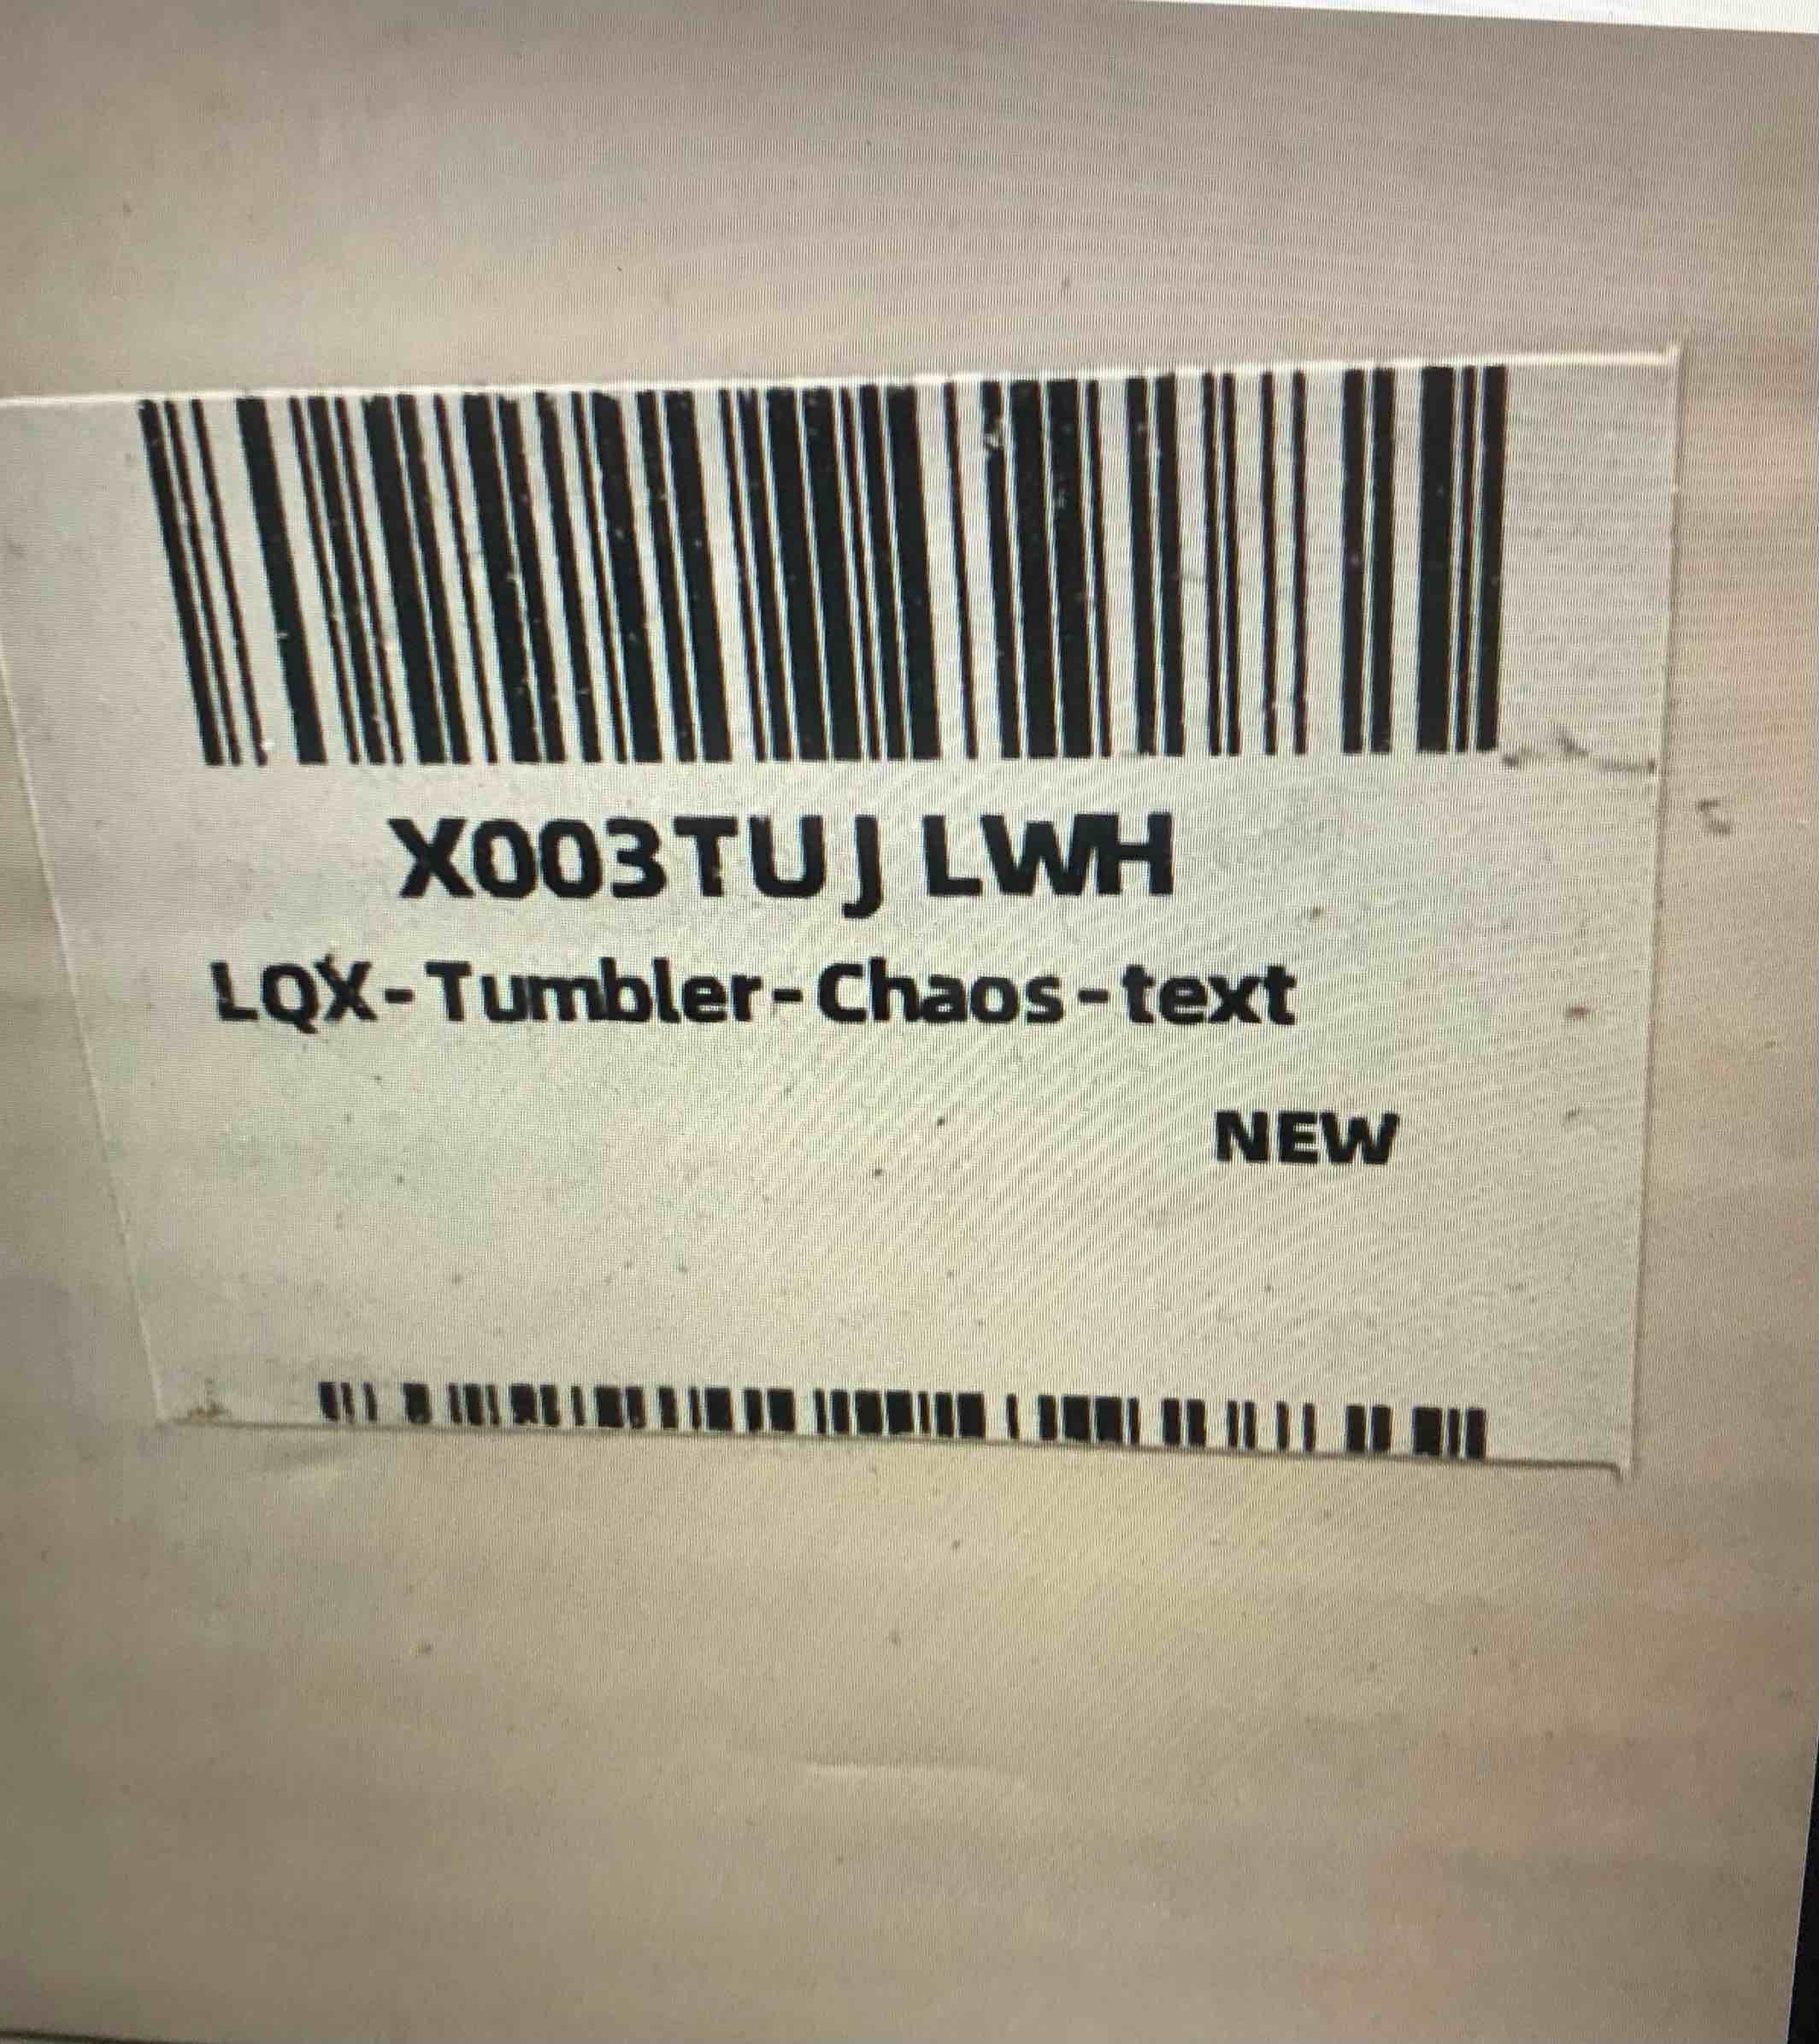 X003TUJLWH
LQX-Tumbler-Chaos-text
NEW